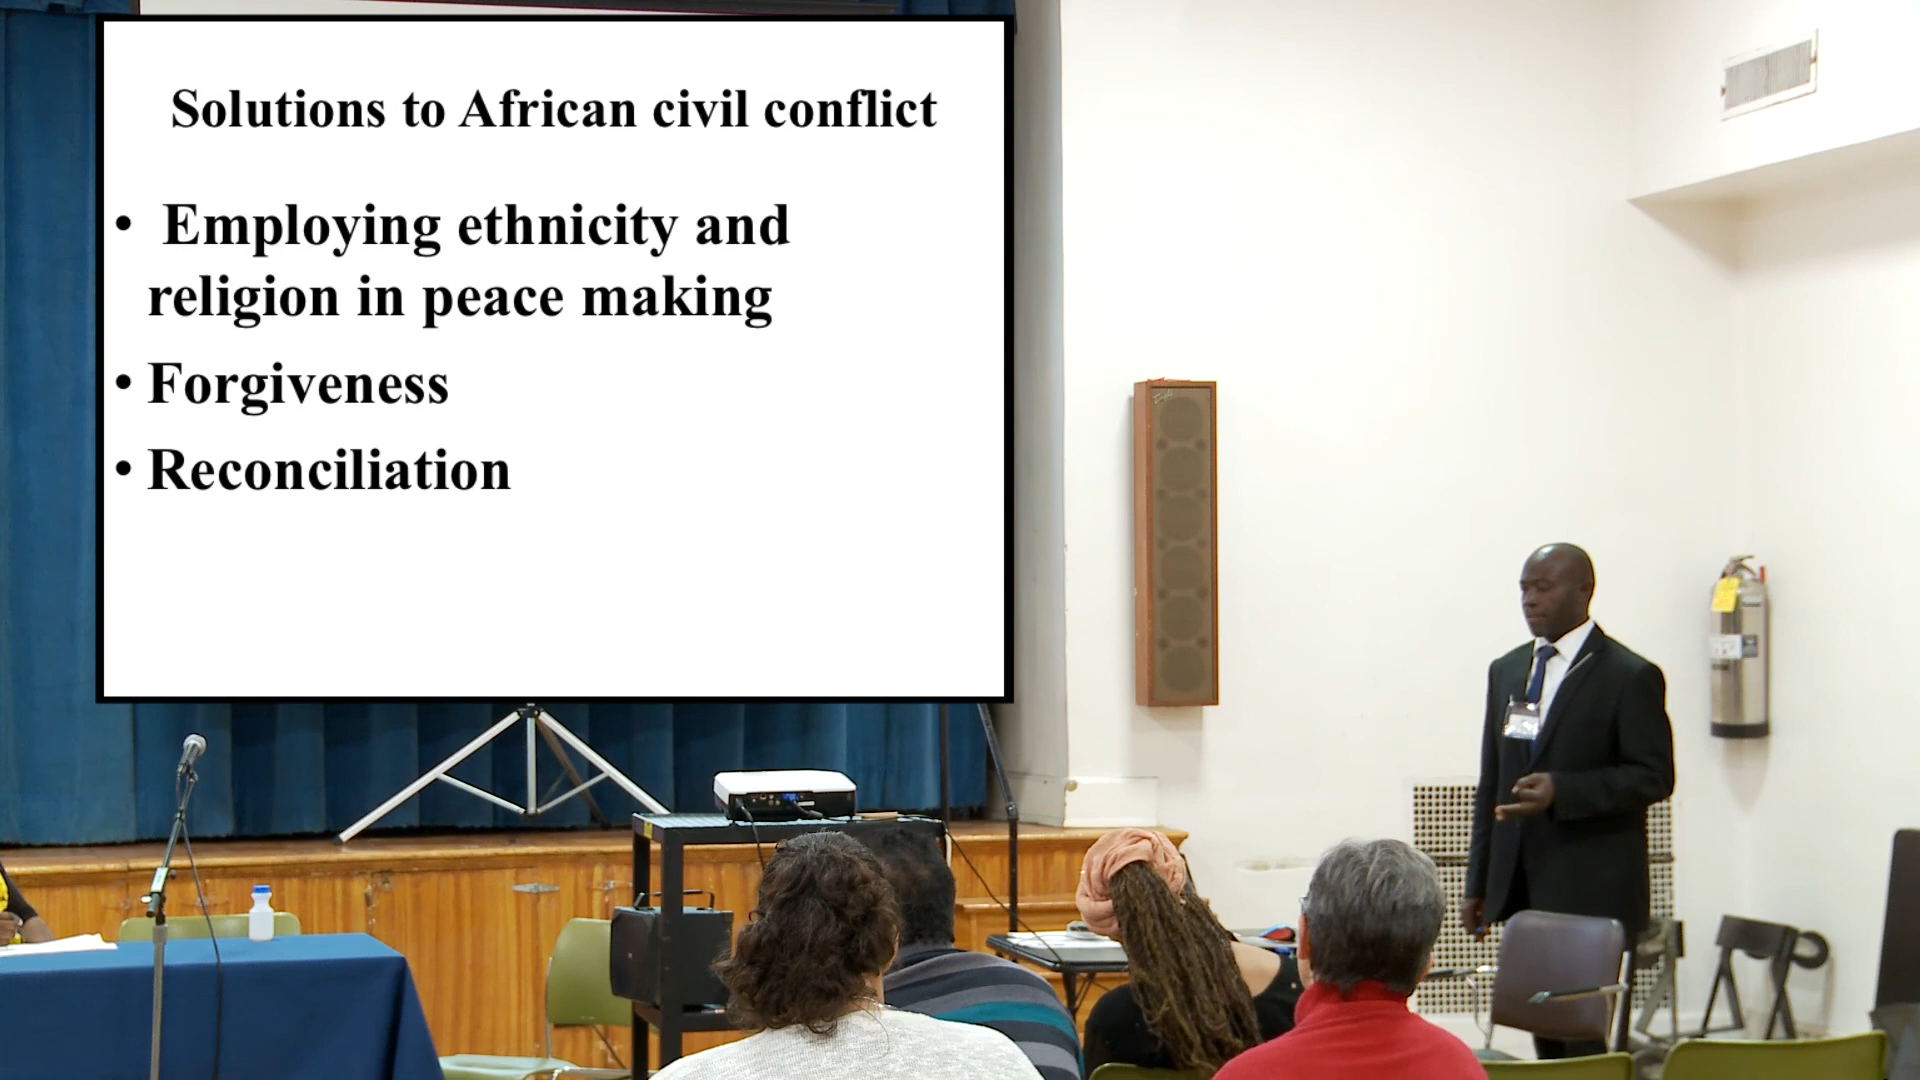 Solutions to African civil conflict
• Employing ethnicity and
religion in peace making
• Forgiveness
• Reconciliation